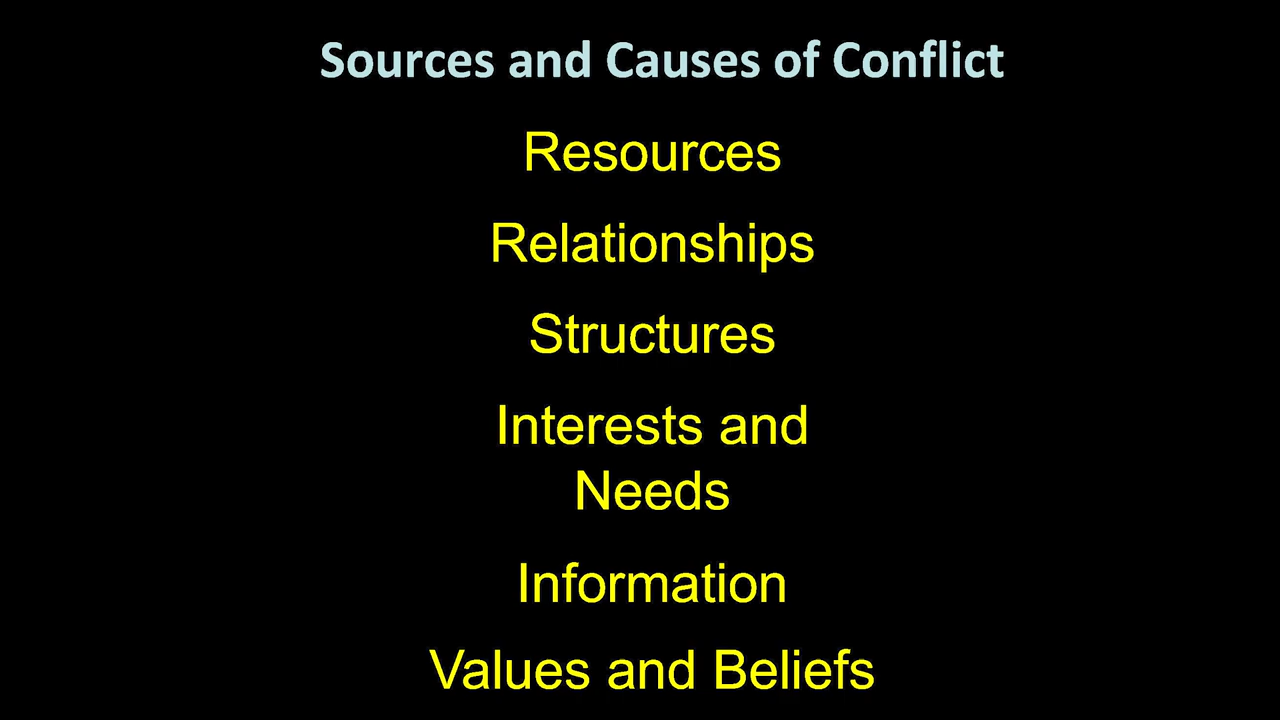 Sources and Causes of Conflict
Resources
Relationships
Structures
Interests and
Needs
Information
Values and Beliefs